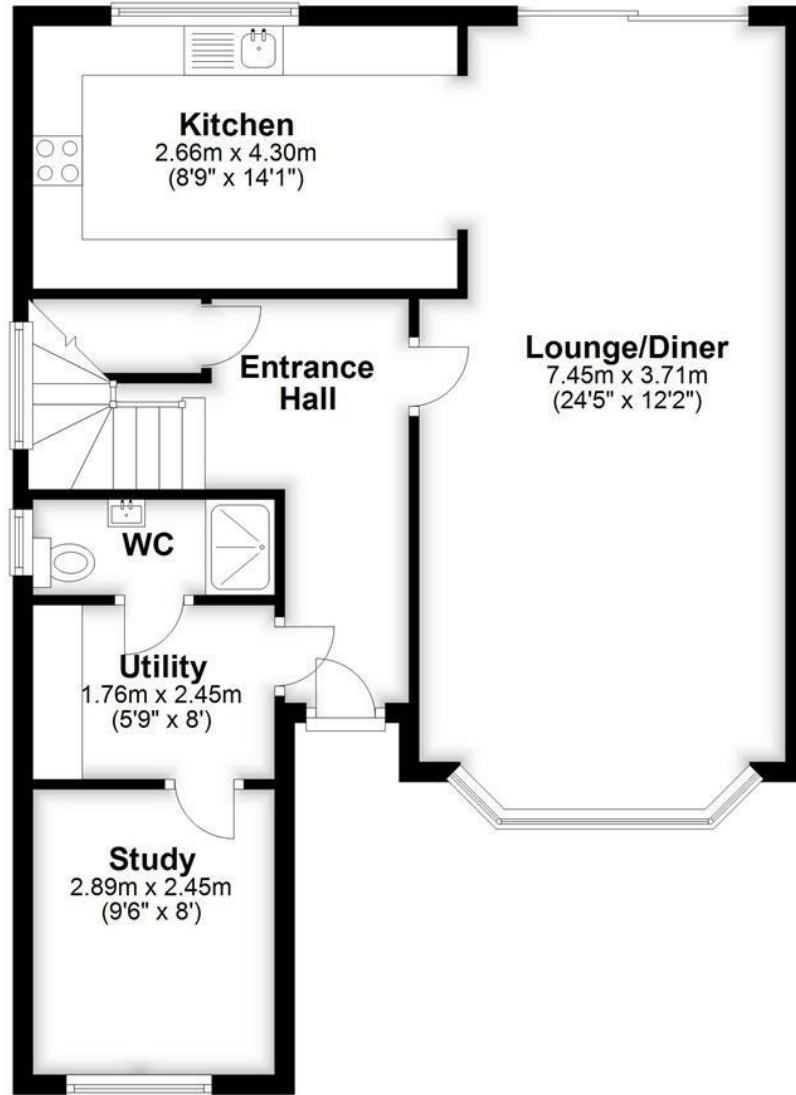 Kitchen
2.66m x 4.30m
(8'9" x 14'1")
Entrance
Hall
Lounge/Diner
7.45m x 3.71m
(24'5" x 12'2")
WC
Utility
1.76m x 2.45m
(5'9" x 8')
Study
2.89m x 2.45m
(9'6" x 8')